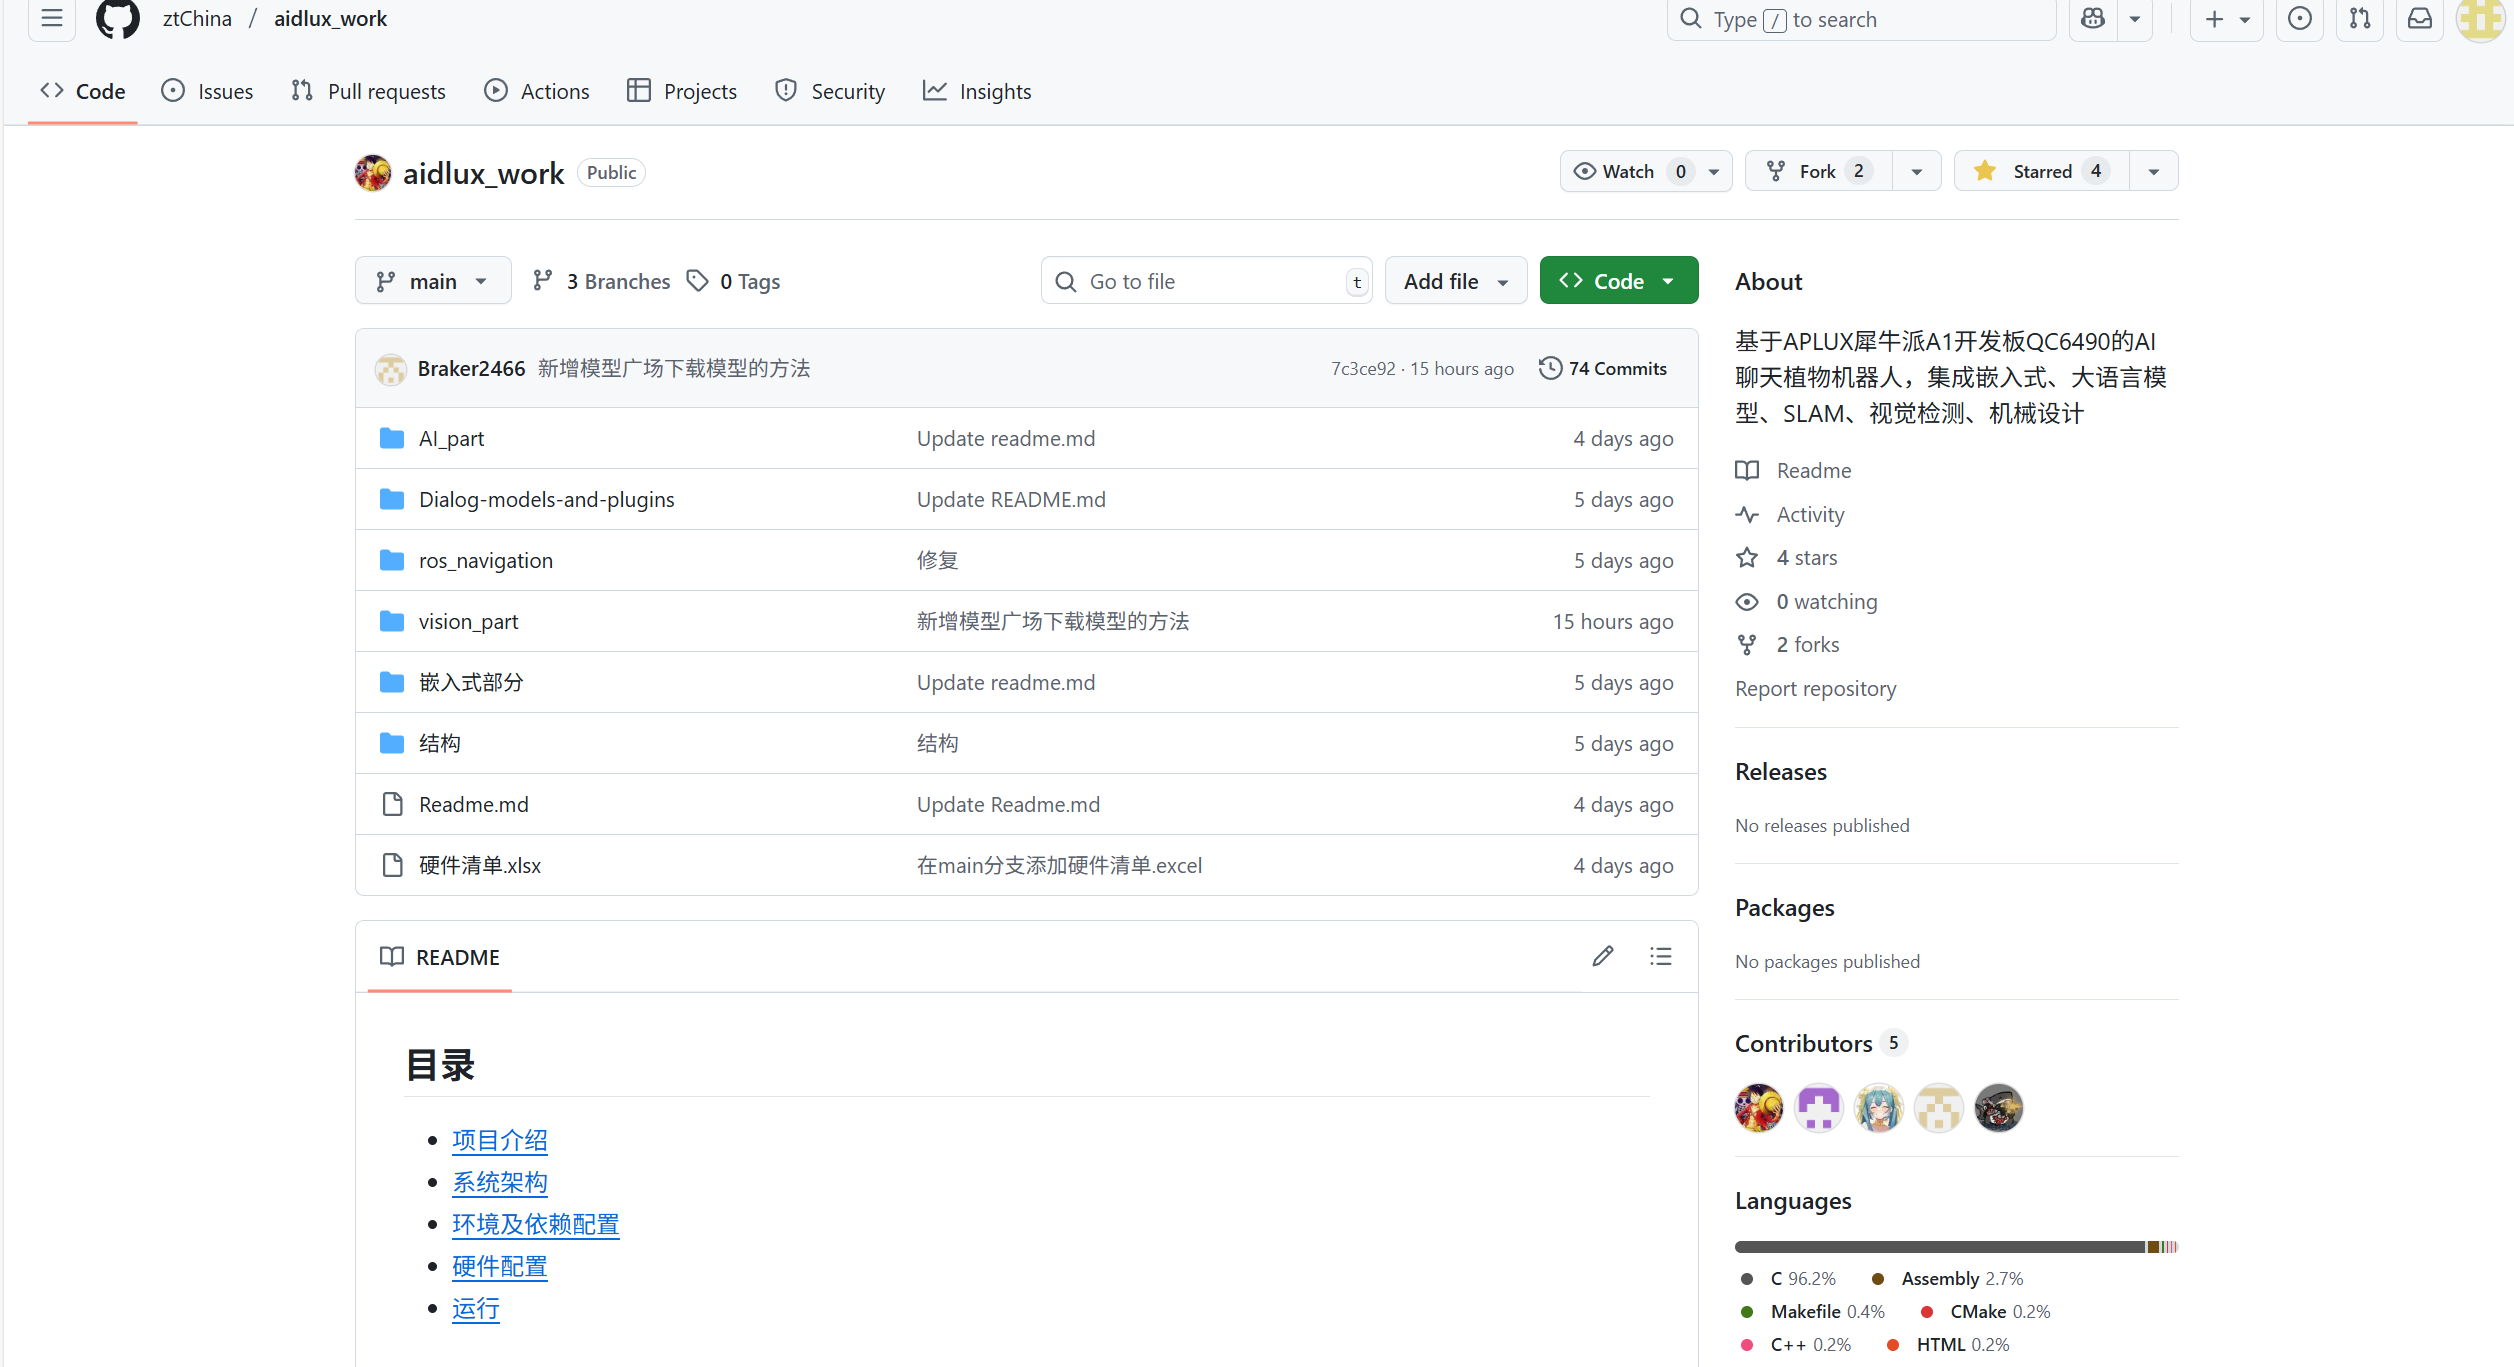 ztChina / aidlux_work
Type / to search
Code
Issues
Pull requests
Actions
Projects
Security
Insights
aidlux_work Public
Watch 0
Fork 2
Starred 4
main
3 Branches
0 Tags
Go to file t
Add file
Code
Braker2466 新增模型广场下载模型的方法 7c3ce92 · 15 hours ago 74 Commits
AI_part Update readme.md 4 days ago
Dialog-models-and-plugins Update README.md 5 days ago
ros_navigation 修复 5 days ago
vision_part 新增模型广场下载模型的方法 15 hours ago
嵌入式部分 Update readme.md 5 days ago
结构 结构 5 days ago
Readme.md Update Readme.md 4 days ago
硬件清单.xlsx 在main分支添加硬件清单.excel 4 days ago
README
目录
项目介绍
系统架构
环境及依赖配置
硬件配置
运行
About
基于APLUX犀牛派A1开发板QC6490的AI
聊天植物机器人，集成嵌入式、大语言模
型、SLAM、视觉检测、机械设计
Readme
Activity
4 stars
0 watching
2 forks
Report repository
Releases
No releases published
Packages
No packages published
Contributors 5
Languages
C 96.2% Assembly 2.7%
Makefile 0.4% CMake 0.2%
C++ 0.2% HTML 0.2%